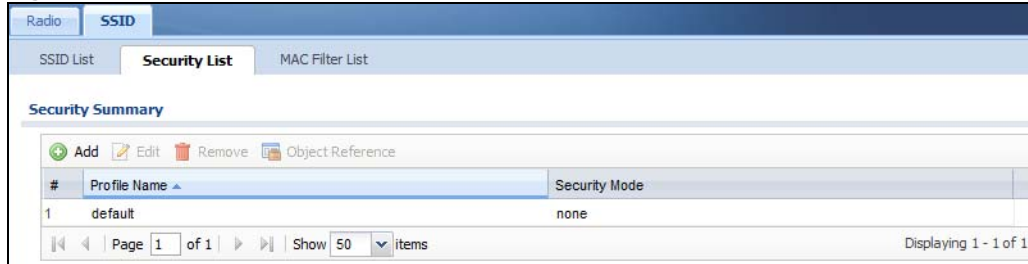 Radio SSID
SSID List Security List MAC Filter List
Security Summary
Add Edit Remove Object Reference
# Profile Name Security Mode
1 default none
Page 1 of 1 Show 50 items Displaying 1 - 1 of 1